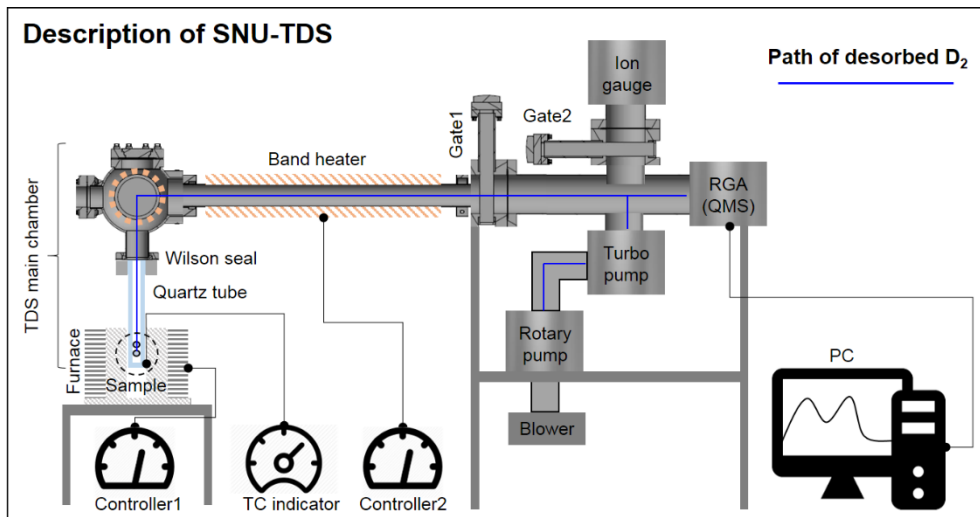 Description of SNU-TDS
Path of desorbed D₂
Ion
gauge
Gate1
Gate2
Band heater
RGA
(QMS)
TDS main chamber
Wilson seal
Turbo
pump
Quartz tube
Rotary
pump
Furnace
Sample
PC
Blower
Controller1
TC indicator
Controller2